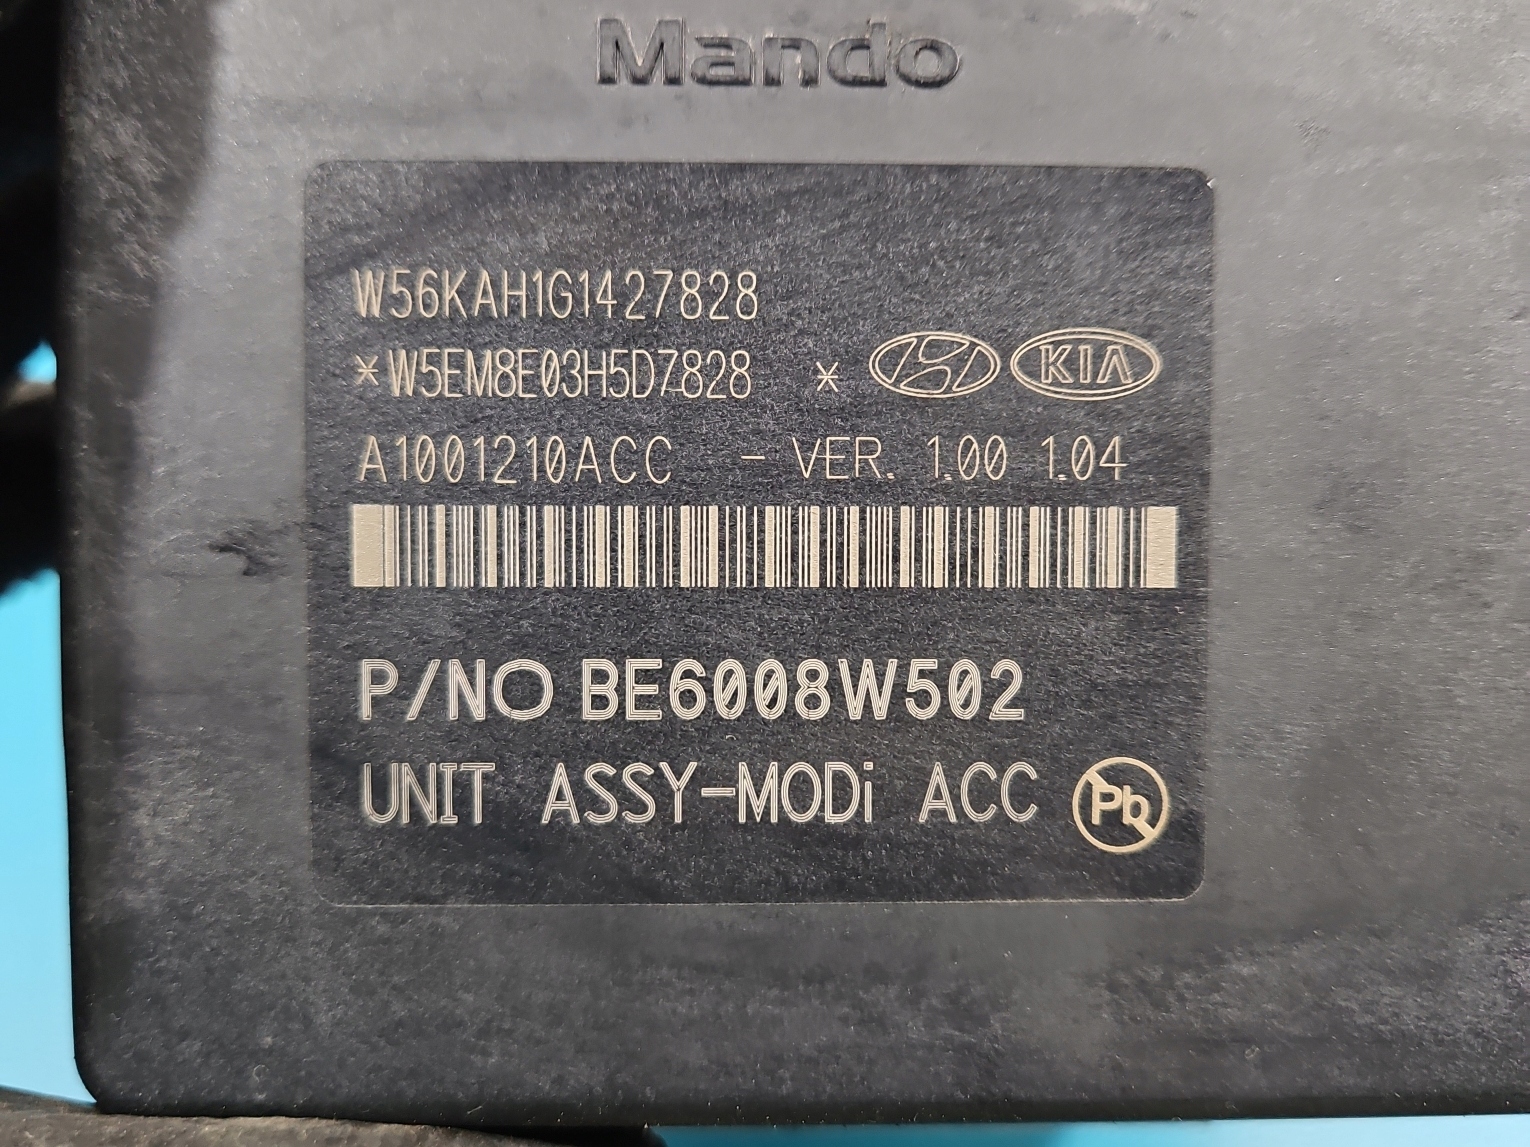 Mando
W56KAH1G1427828
*W5EM8E03H5D7828 * KIA
A1001210ACC - VER. 1.00 1.04
P/NO BE6008W502
UNIT ASSY-MODi ACC Pb